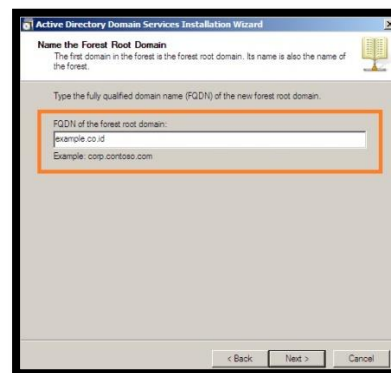 Active Directory Domain Services Installation Wizard
Name the Forest Root Domain
The first domain in the forest is the forest root domain. Its name is also the name of
the forest.
Type the fully qualified domain name (FQDN) of the new forest root domain.
FQDN of the forest root domain:
example.co.id
Example: corp.contoso.com
< Back
Next >
Cancel